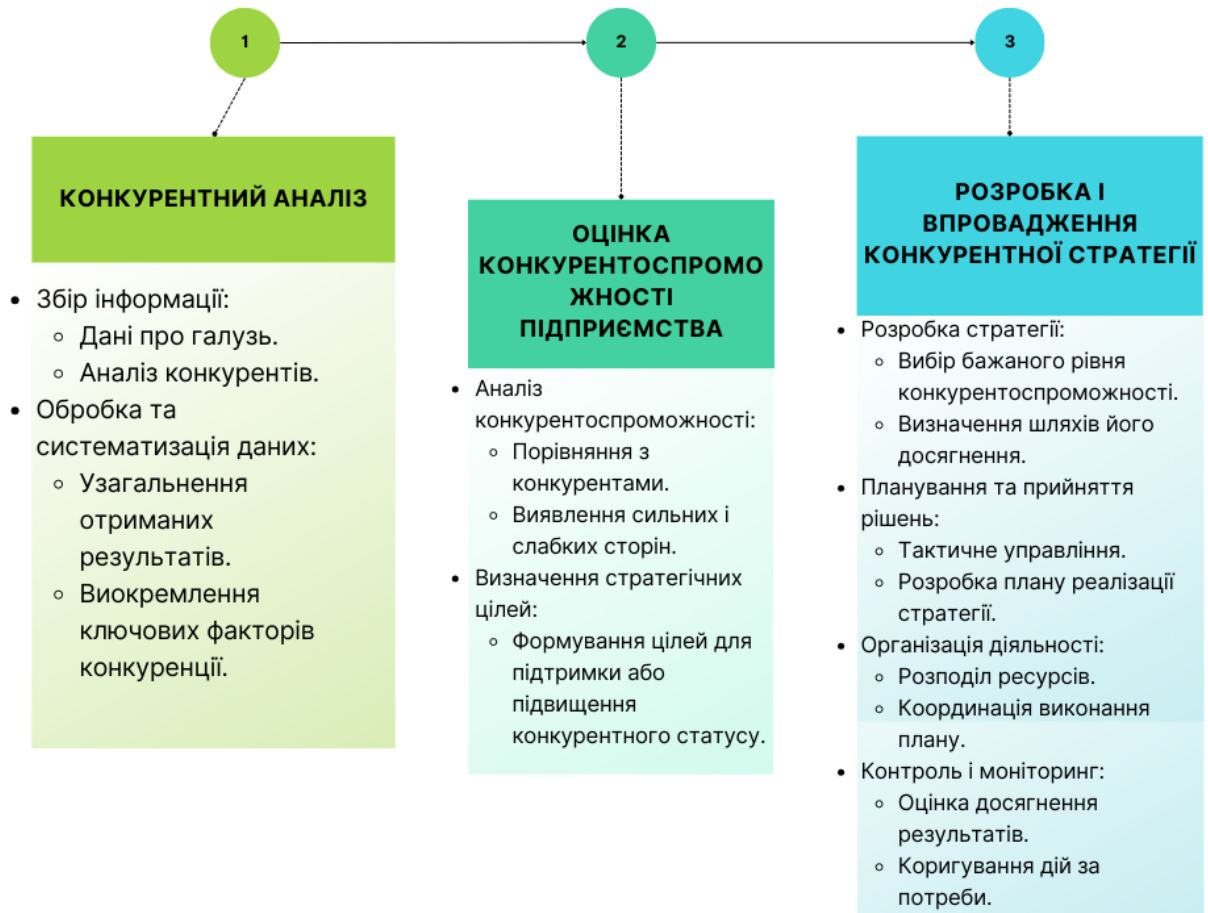 1
2
3
КОНКУРЕНТНИЙ АНАЛІЗ
• Збір інформації:
◦ Дані про галузь.
◦ Аналіз конкурентів.
• Обробка та
систематизація даних:
◦ Узагальнення
отриманих
результатів.
◦ Виокремлення
ключових факторів
конкуренції.
ОЦІНКА
КОНКУРЕНТОСПРОМО
ЖНОСТІ
ПІДПРИЄМСТВА
• Аналіз
конкурентоспроможності:
◦ Порівняння з
конкурентами.
◦ Виявлення сильних і
слабких сторін.
• Визначення стратегічних
цілей:
◦ Формування цілей для
підтримки або
підвищення
конкурентного статусу.
РОЗРОБКА І
ВПРОВАДЖЕННЯ
КОНКУРЕНТНОЇ СТРАТЕГІЇ
• Розробка стратегії:
◦ Вибір бажаного рівня
конкурентоспроможності.
◦ Визначення шляхів його
досягнення.
• Планування та прийняття
рішень:
◦ Тактичне управління.
◦ Розробка плану реалізації
стратегії.
• Організація діяльності:
◦ Розподіл ресурсів.
◦ Координація виконання
плану.
• Контроль і моніторинг:
◦ Оцінка досягнення
результатів.
◦ Коригування дій за
потреби.